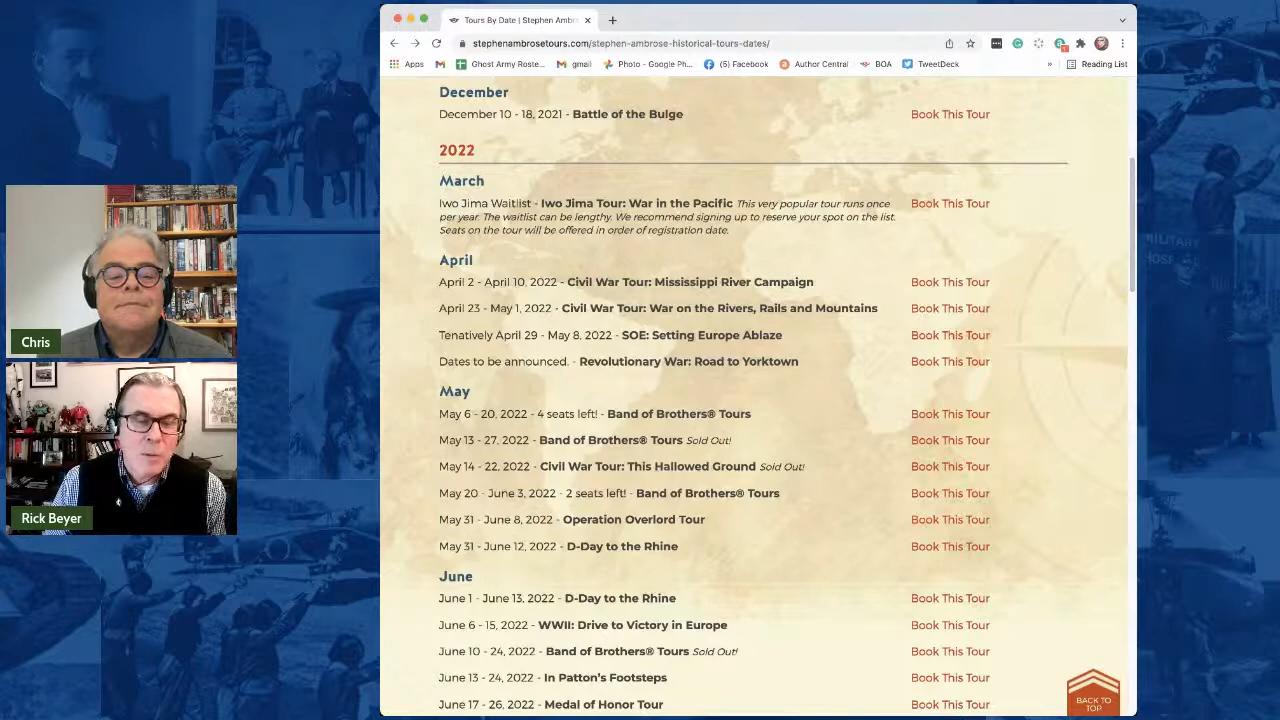 Tours By Date | Stephen Ambr
stephenambrosetours.com/stephen-ambrose-historical-tours-dates/
Apps
Ghost Army Roste...
gmail
Photo - Google Ph...
(5) Facebook
Author Central
BOA
TweetDeck
»
Reading List
December
December 10 - 18, 2021 - Battle of the Bulge Book This Tour
2022
March
Iwo Jima Waitlist - Iwo Jima Tour: War in the Pacific This very popular tour runs once Book This Tour
per year. The waitlist can be lengthy. We recommend signing up to reserve your spot on the list.
Seats on the tour will be offered in order of registration date.
April
April 2 - April 10, 2022 - Civil War Tour: Mississippi River Campaign Book This Tour
April 23 - May 1, 2022 - Civil War Tour: War on the Rivers, Rails and Mountains Book This Tour
Tenatively April 29 - May 8, 2022 - SOE: Setting Europe Ablaze Book This Tour
Dates to be announced. - Revolutionary War: Road to Yorktown Book This Tour
May
May 6 - 20, 2022 - 4 seats left! - Band of Brothers® Tours Book This Tour
May 13 - 27, 2022 - Band of Brothers® Tours Sold Out! Book This Tour
May 14 - 22, 2022 - Civil War Tour: This Hallowed Ground Sold Out! Book This Tour
May 20 - June 3, 2022 - 2 seats left! - Band of Brothers® Tours Book This Tour
May 31 - June 8, 2022 - Operation Overlord Tour Book This Tour
May 31 - June 12, 2022 - D-Day to the Rhine Book This Tour
June
June 1 - June 13, 2022 - D-Day to the Rhine Book This Tour
June 6 - 15, 2022 - WWII: Drive to Victory in Europe Book This Tour
June 10 - 24, 2022 - Band of Brothers® Tours Sold Out! Book This Tour
June 13 - 24, 2022 - In Patton's Footsteps Book This Tour
June 17 - 26, 2022 - Medal of Honor Tour Book This Tour
BACK TO
TOP
Chris
Rick Beyer
MILITARY